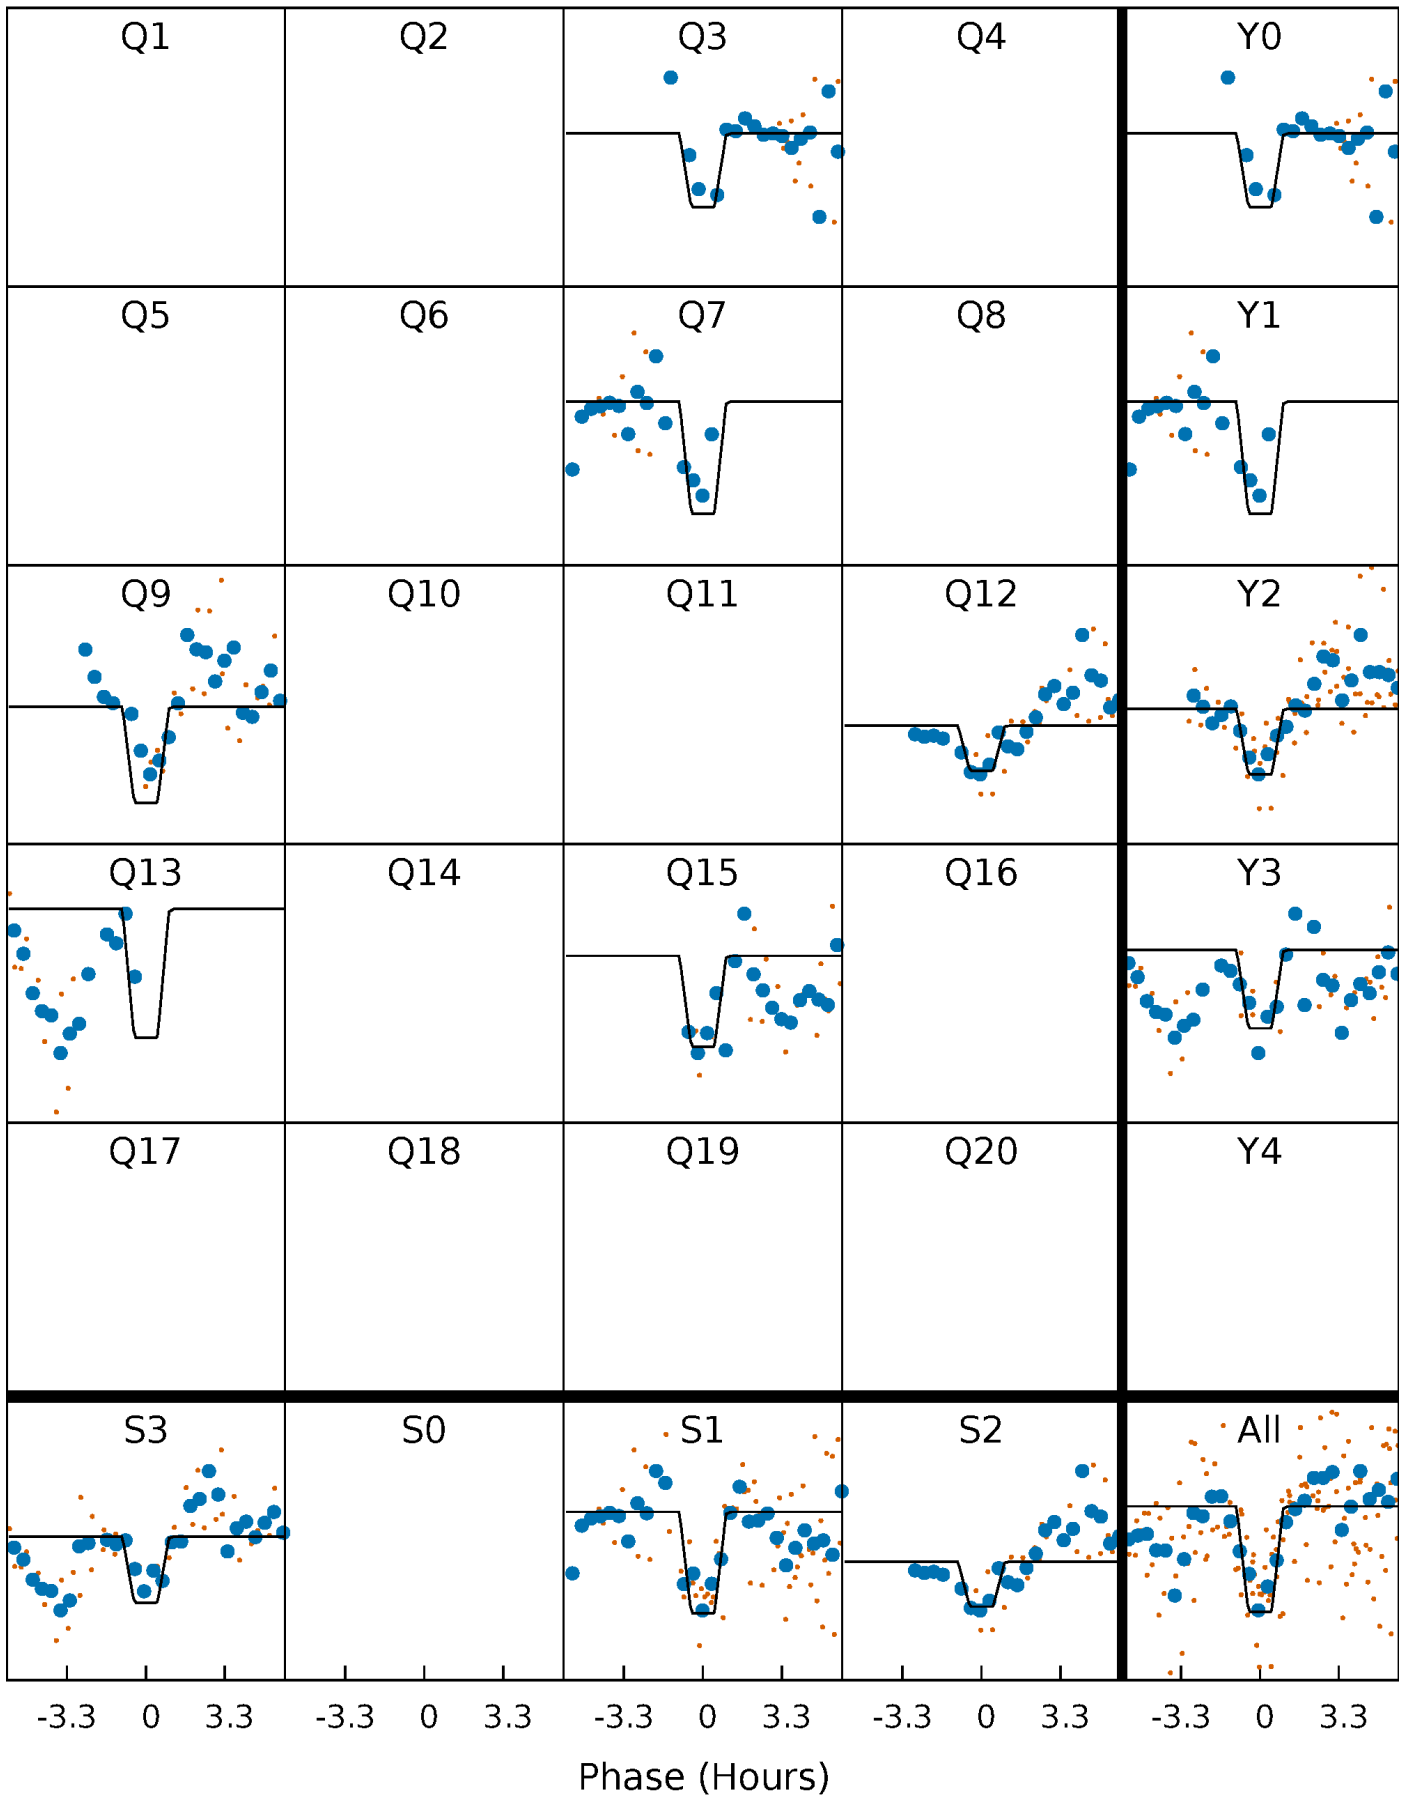 Q1 Q2 Q3 Q4 Y0
Q5 Q6 Q7 Q8 Y1
Q9 Q10 Q11 Q12 Y2
Q13 Q14 Q15 Q16 Y3
Q17 Q18 Q19 Q20 Y4
S3 S0 S1 S2 All
-3.3 0 3.3 -3.3 0 3.3 -3.3 0 3.3 -3.3 0 3.3 -3.3 0 3.3
Phase (Hours)